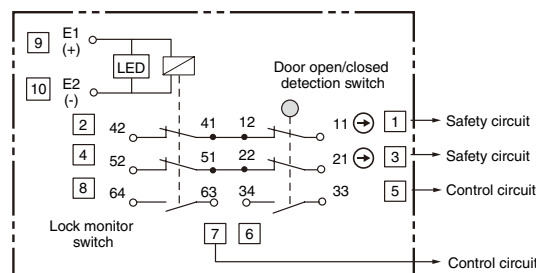 9 E1 (+)
LED
10 E2 (-)
Door open/closed
detection switch
2 42 41 12 11 1 Safety circuit
4 52 51 22 21 3 Safety circuit
8 64 63 34 33 5 Control circuit
Lock monitor
switch
7 6
Control circuit